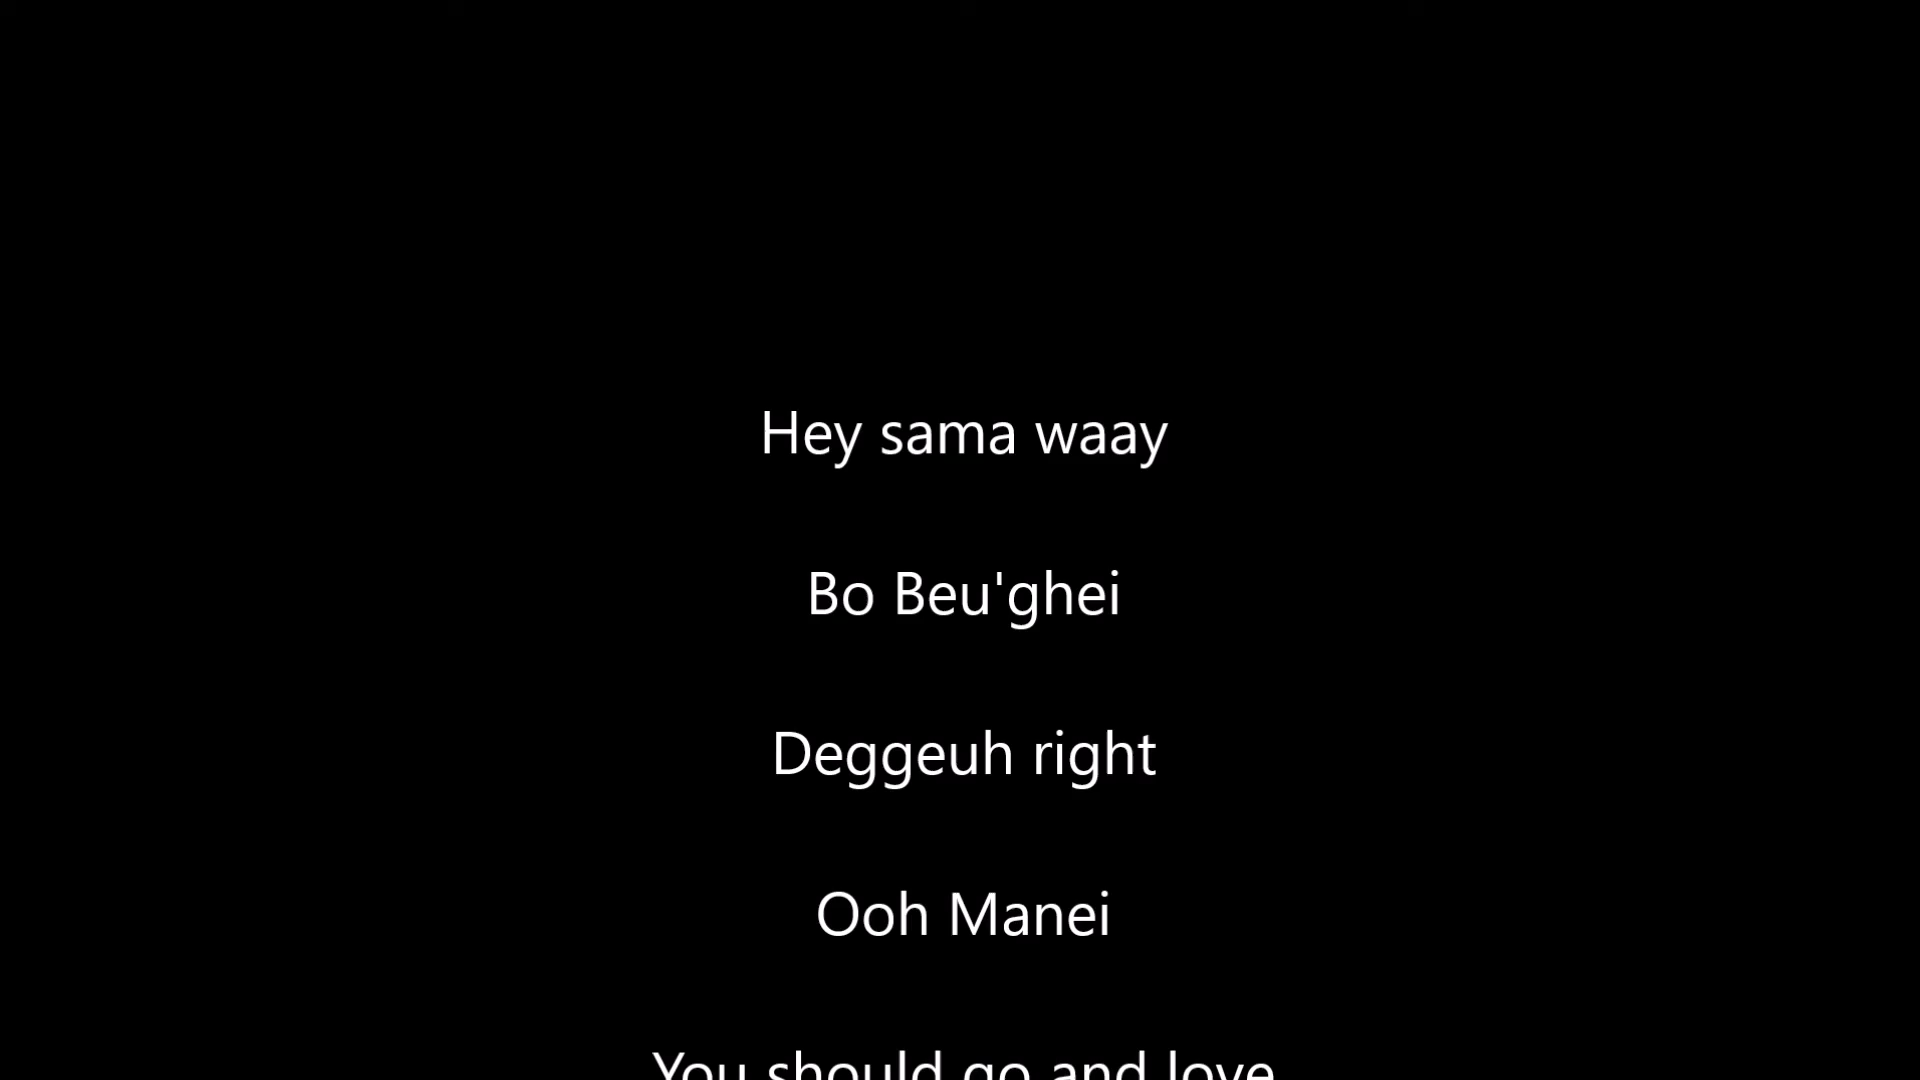 Hey sama waay
Bo Beu'ghei
Deggeuh right
Ooh Manei
You should go and love